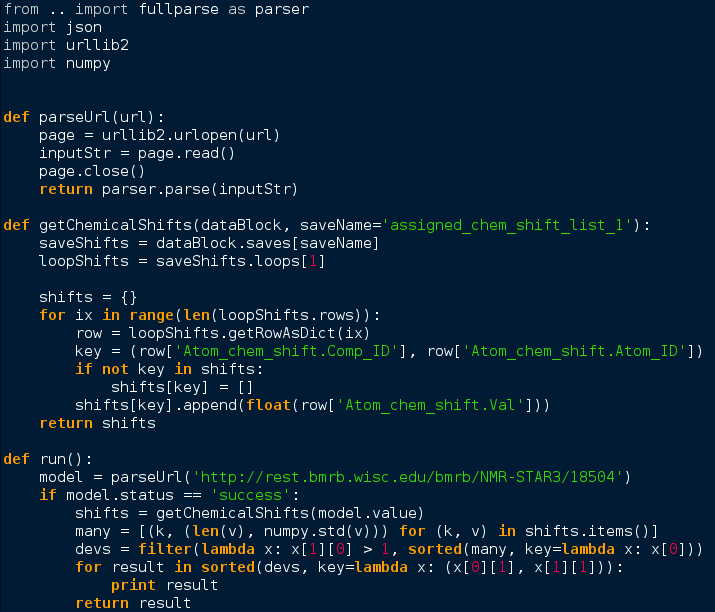 from .. import fullparse as parser
import json
import urllib2
import numpy
def parseUrl(url):
    page = urllib2.urlopen(url)
    inputStr = page.read()
    page.close()
    return parser.parse(inputStr)
def getChemicalShifts(dataBlock, saveName='assigned_chem_shift_list_1'):
    saveShifts = dataBlock.saves[saveName]
    loopShifts = saveShifts.loops[1]
    shifts = {}
    for ix in range(len(loopShifts.rows)):
        row = loopShifts.getRowAsDict(ix)
        key = (row['Atom_chem_shift.Comp_ID'], row['Atom_chem_shift.Atom_ID'])
        if not key in shifts:
            shifts[key] = []
        shifts[key].append(float(row['Atom_chem_shift.Val']))
    return shifts
def run():
    model = parseUrl('http://rest.bmrb.wisc.edu/bmrb/NMR-STAR3/18504')
    if model.status == 'success':
        shifts = getChemicalShifts(model.value)
        many = [(k, (len(v), numpy.std(v))) for (k, v) in shifts.items()]
        devs = filter(lambda x: x[1][0] > 1, sorted(many, key=lambda x: x[0]))
        for result in sorted(devs, key=lambda x: (x[0][1], x[1][1])):
            print result
        return result